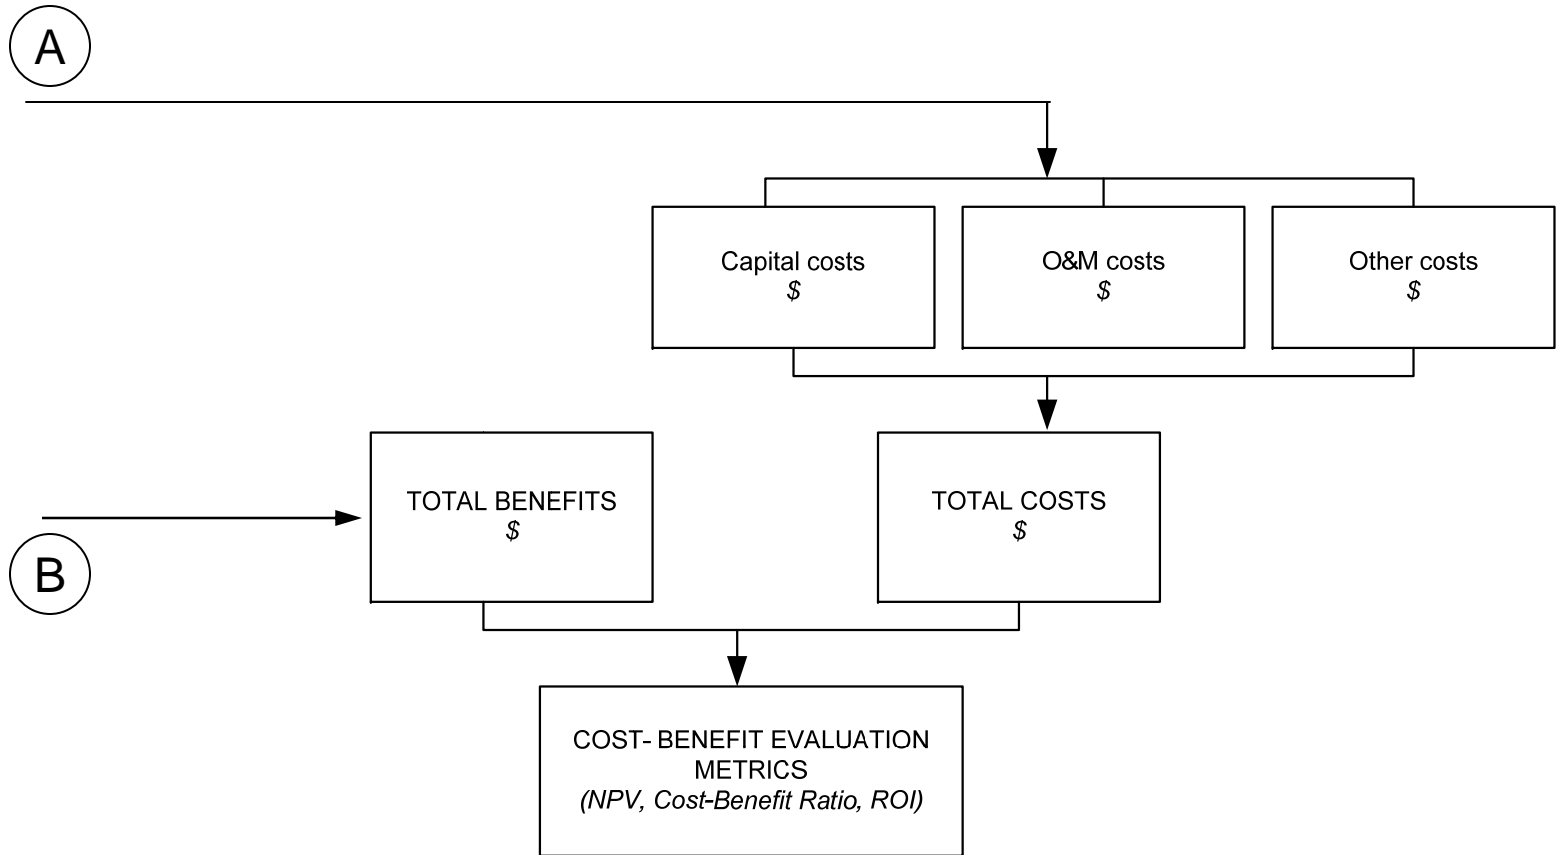 A
Capital costs
$
O&M costs
$
Other costs
$
TOTAL BENEFITS
$
TOTAL COSTS
$
B
COST- BENEFIT EVALUATION
METRICS
(NPV, Cost-Benefit Ratio, ROI)